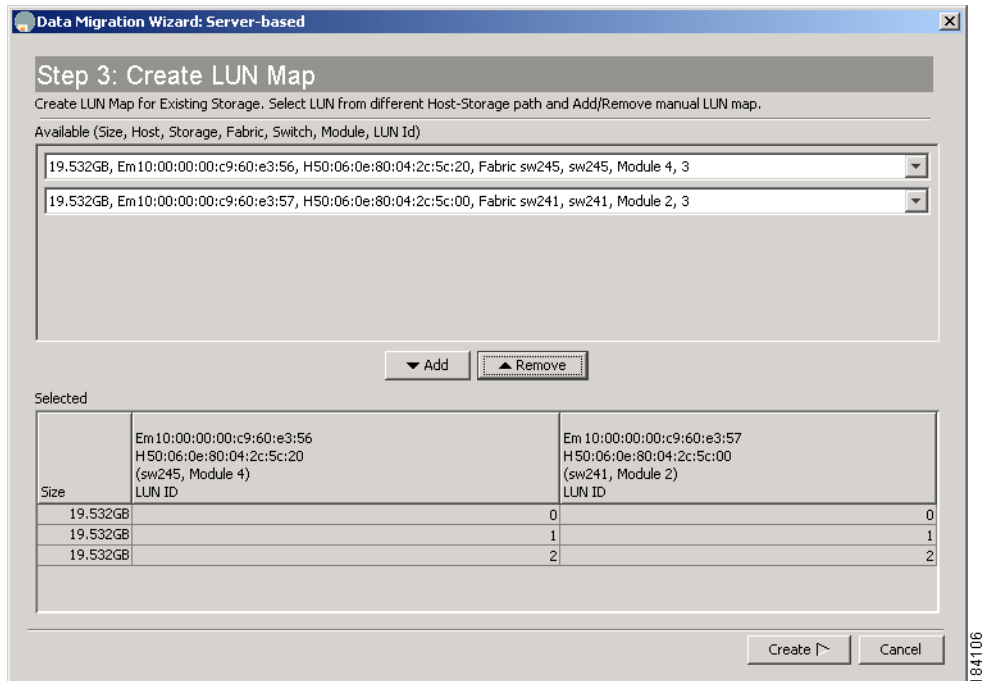 Data Migration Wizard: Server-based
Step 3: Create LUN Map
Create LUN Map for Existing Storage. Select LUN from different Host-Storage path and Add/Remove manual LUN map.
Available (Size, Host, Storage, Fabric, Switch, Module, LUN Id)
19.532GB, Em10:00:00:00:c9:60:e3:56, H50:06:0e:80:04:2c:5c:20, Fabric sw245, sw245, Module 4, 3
19.532GB, Em10:00:00:00:c9:60:e3:57, H50:06:0e:80:04:2c:5c:00, Fabric sw241, sw241, Module 2, 3
Add Remove
Selected
Size
Em10:00:00:00:c9:60:e3:56
H50:06:0e:80:04:2c:5c:20
(sw245, Module 4)
LUN ID
Em10:00:00:00:c9:60:e3:57
H50:06:0e:80:04:2c:5c:00
(sw241, Module 2)
LUN ID
19.532GB 0 0
19.532GB 1 1
19.532GB 2 2
Create Cancel
184106